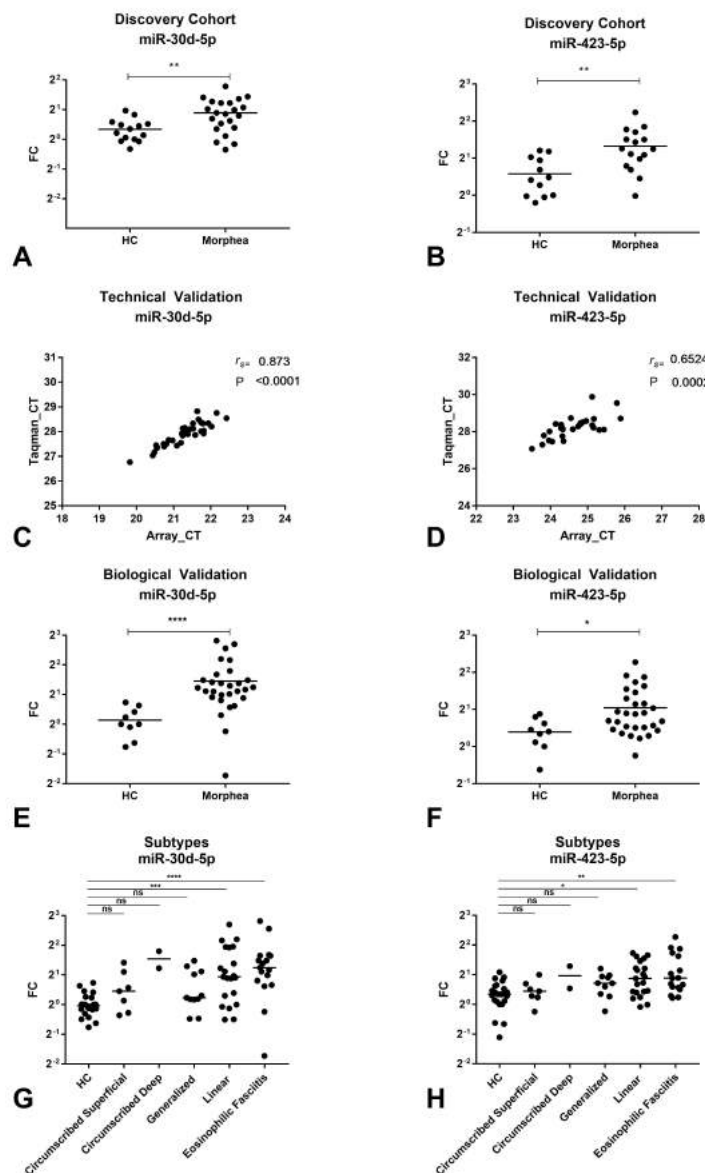 Discovery Cohort
miR-30d-5p
**
2²
2¹
2⁰
2⁻¹
2⁻²
FC
HC Morphea
A
Discovery Cohort
miR-423-5p
**
2³
2²
2¹
2⁰
2⁻¹
FC
HC Morphea
B
Technical Validation
miR-30d-5p
rs= 0.873
P <0.0001
31
30
29
28
27
26
25
Taqman_CT
18 19 20 21 22 23 24
Array_CT
C
Technical Validation
miR-423-5p
rs= 0.6524
P 0.0002
32
30
28
26
24
Taqman_CT
22 23 24 25 26 27 28
Array_CT
D
Biological Validation
miR-30d-5p
****
2³
2²
2¹
2⁰
2⁻¹
2⁻²
FC
HC Morphea
E
Biological Validation
miR-423-5p
*
2³
2²
2¹
2⁰
2⁻¹
FC
HC Morphea
F
Subtypes
miR-30d-5p
****
***
ns
ns
ns
2³
2²
2¹
2⁰
2⁻¹
2⁻²
FC
HC
Circumscribed Superficial
Circumscribed Deep
Generalized
Linear
Eosinophilic Fasciitis
G
Subtypes
miR-423-5p
**
*
ns
ns
ns
2³
2²
2¹
2⁰
2⁻¹
2⁻²
FC
HC
Circumscribed Superficial
Circumscribed Deep
Generalized
Linear
Eosinophilic Fasciitis
H